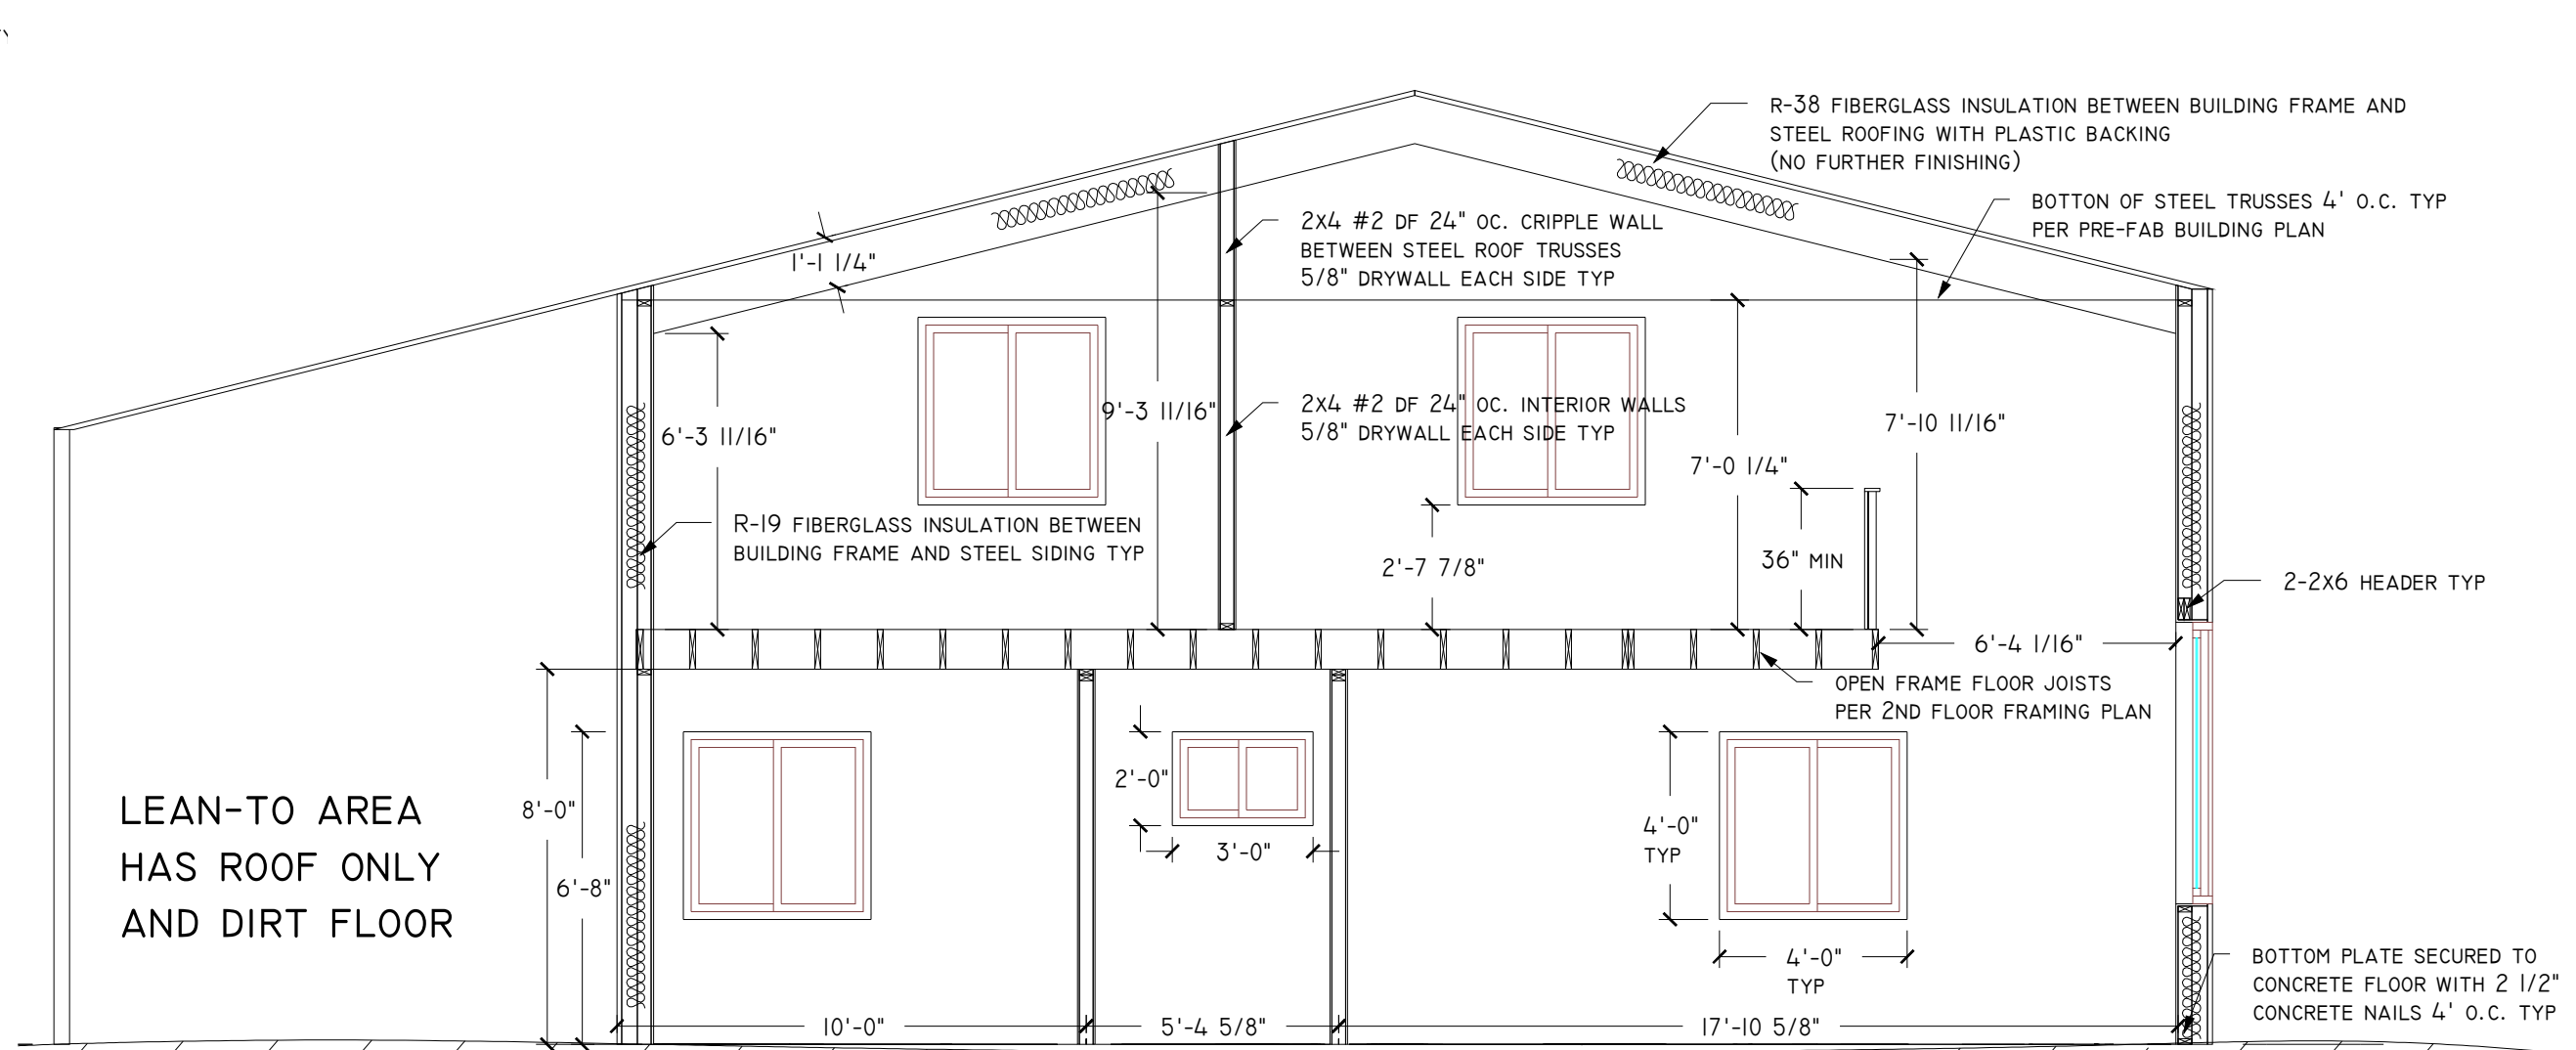 R-38 FIBERGLASS INSULATION BETWEEN BUILDING FRAME AND
STEEL ROOFING WITH PLASTIC BACKING
(NO FURTHER FINISHING)
BOTTON OF STEEL TRUSSES 4' O.C. TYP
PER PRE-FAB BUILDING PLAN
2X4 #2 DF 24" OC. CRIPPLE WALL
BETWEEN STEEL ROOF TRUSSES
5/8" DRYWALL EACH SIDE TYP
1'-1 1/4"
9'-3 11/16"
2X4 #2 DF 24" OC. INTERIOR WALLS
5/8" DRYWALL EACH SIDE TYP
7'-10 11/16"
6'-3 11/16"
7'-0 1/4"
R-19 FIBERGLASS INSULATION BETWEEN
BUILDING FRAME AND STEEL SIDING TYP
2'-7 7/8"
36" MIN
2-2X6 HEADER TYP
6'-4 1/16"
OPEN FRAME FLOOR JOISTS
PER 2ND FLOOR FRAMING PLAN
8'-0"
2'-0"
4'-0"
TYP
3'-0"
6'-8"
LEAN-TO AREA
HAS ROOF ONLY
AND DIRT FLOOR
4'-0"
TYP
BOTTOM PLATE SECURED TO
CONCRETE FLOOR WITH 2 1/2"
CONCRETE NAILS 4' O.C. TYP
10'-0"
5'-4 5/8"
17'-10 5/8"